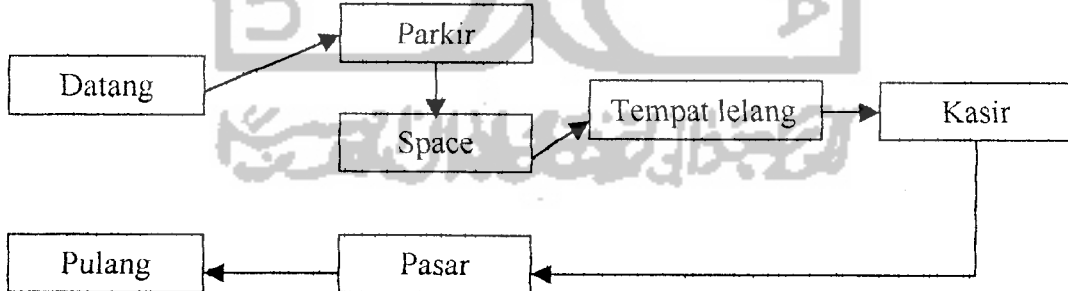 Parkir
Datang
Tempat lelang
Kasir
Space
Pulang
Pasar